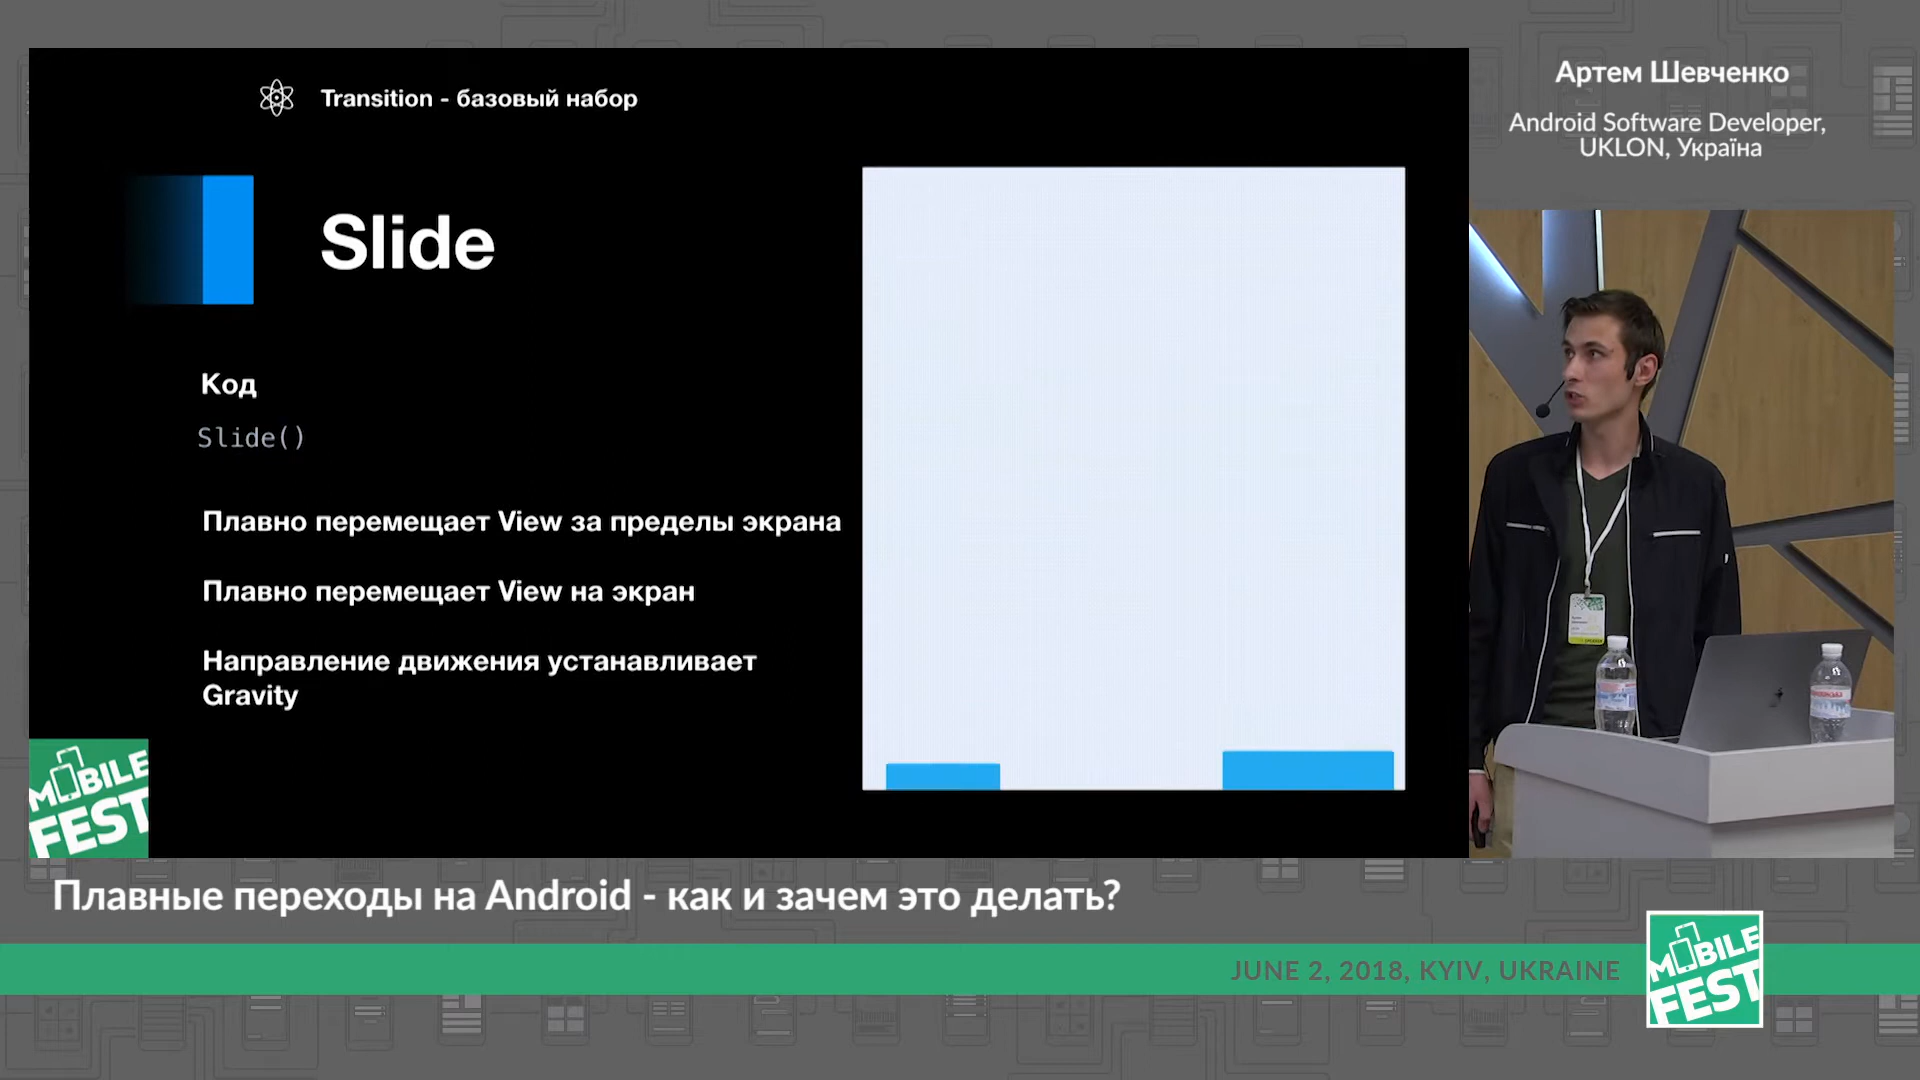 Transition - базовый набор
Slide
Код
Slide()
Плавно перемещает View за пределы экрана
Плавно перемещает View на экран
Направление движения устанавливает
Gravity
MOBILE
FEST
Артем Шевченко
Android Software Developer,
UKLON, Україна
Плавные переходы на Android - как и зачем это делать?
JUNE 2, 2018, KYIV, UKRAINE
MOBILE
FEST